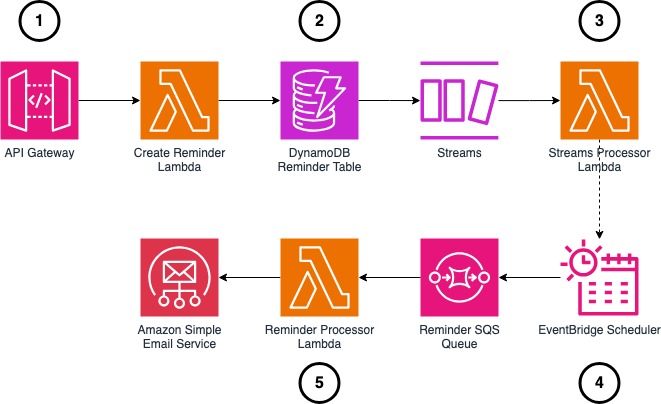 1
2
3
API Gateway
Create Reminder
Lambda
DynamoDB
Reminder Table
Streams
Streams Processor
Lambda
Amazon Simple
Email Service
Reminder Processor
Lambda
Reminder SQS
Queue
EventBridge Scheduler
5
4